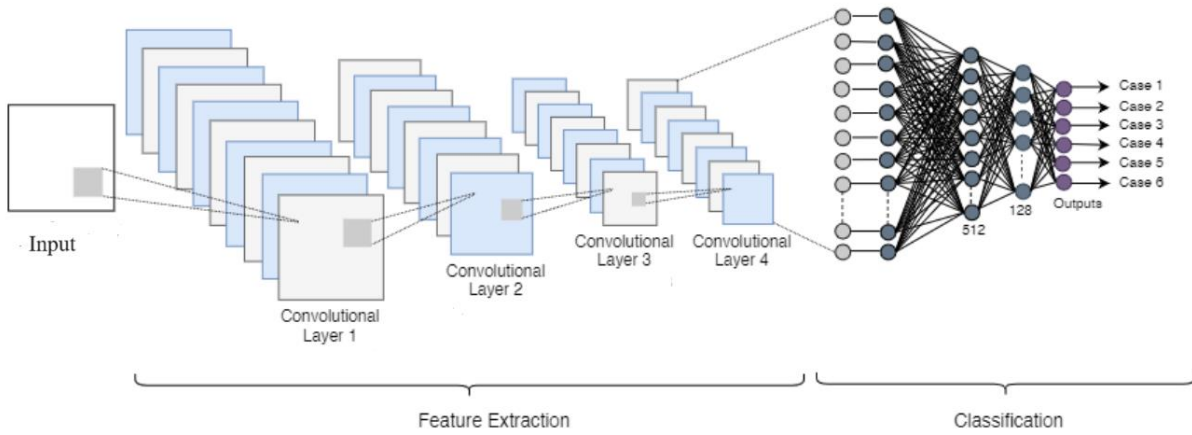 Input
Convolutional
Layer 1
Convolutional
Layer 2
Convolutional
Layer 3
Convolutional
Layer 4
512
128
Outputs
Case 1
Case 2
Case 3
Case 4
Case 5
Case 6
Feature Extraction
Classification